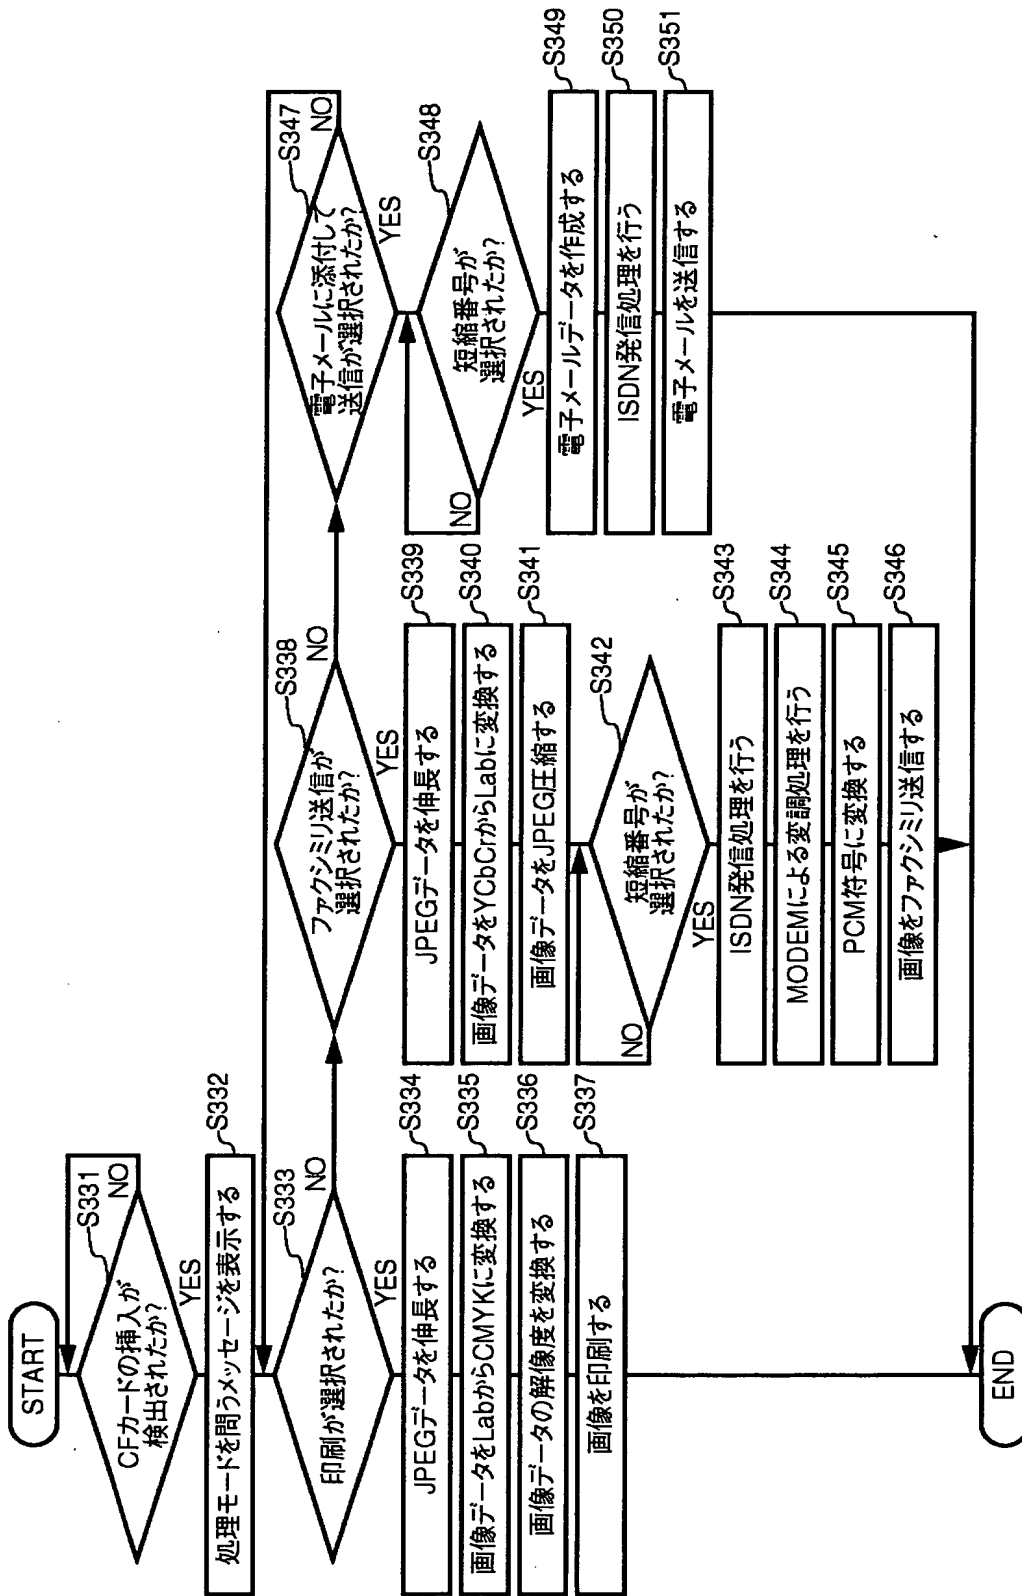 START
CFカードの挿入が
検出されたか?
S331
NO
YES
処理モードを問うメッセージを表示する
S332
印刷が選択されたか?
S333
NO
YES
JPEGデータを伸長する
S334
画像データをLabからCMYKに変換する
S335
画像データの解像度を変換する
S336
画像を印刷する
S337
ファクシミリ送信が
選択されたか?
S338
NO
YES
JPEGデータを伸長する
S339
画像データをYCbCrからLabに変換する
S340
画像データをJPEG圧縮する
S341
短縮番号が
選択されたか?
S342
NO
YES
ISDN発信処理を行う
S343
MODEMによる変調処理を行う
S344
PCM符号に変換する
S345
画像をファクシミリ送信する
S346
電子メールに添付して
送信が選択されたか?
S347
NO
YES
短縮番号が
選択されたか?
S348
NO
YES
電子メールデータを作成する
S349
ISDN発信処理を行う
S350
電子メールを送信する
S351
END